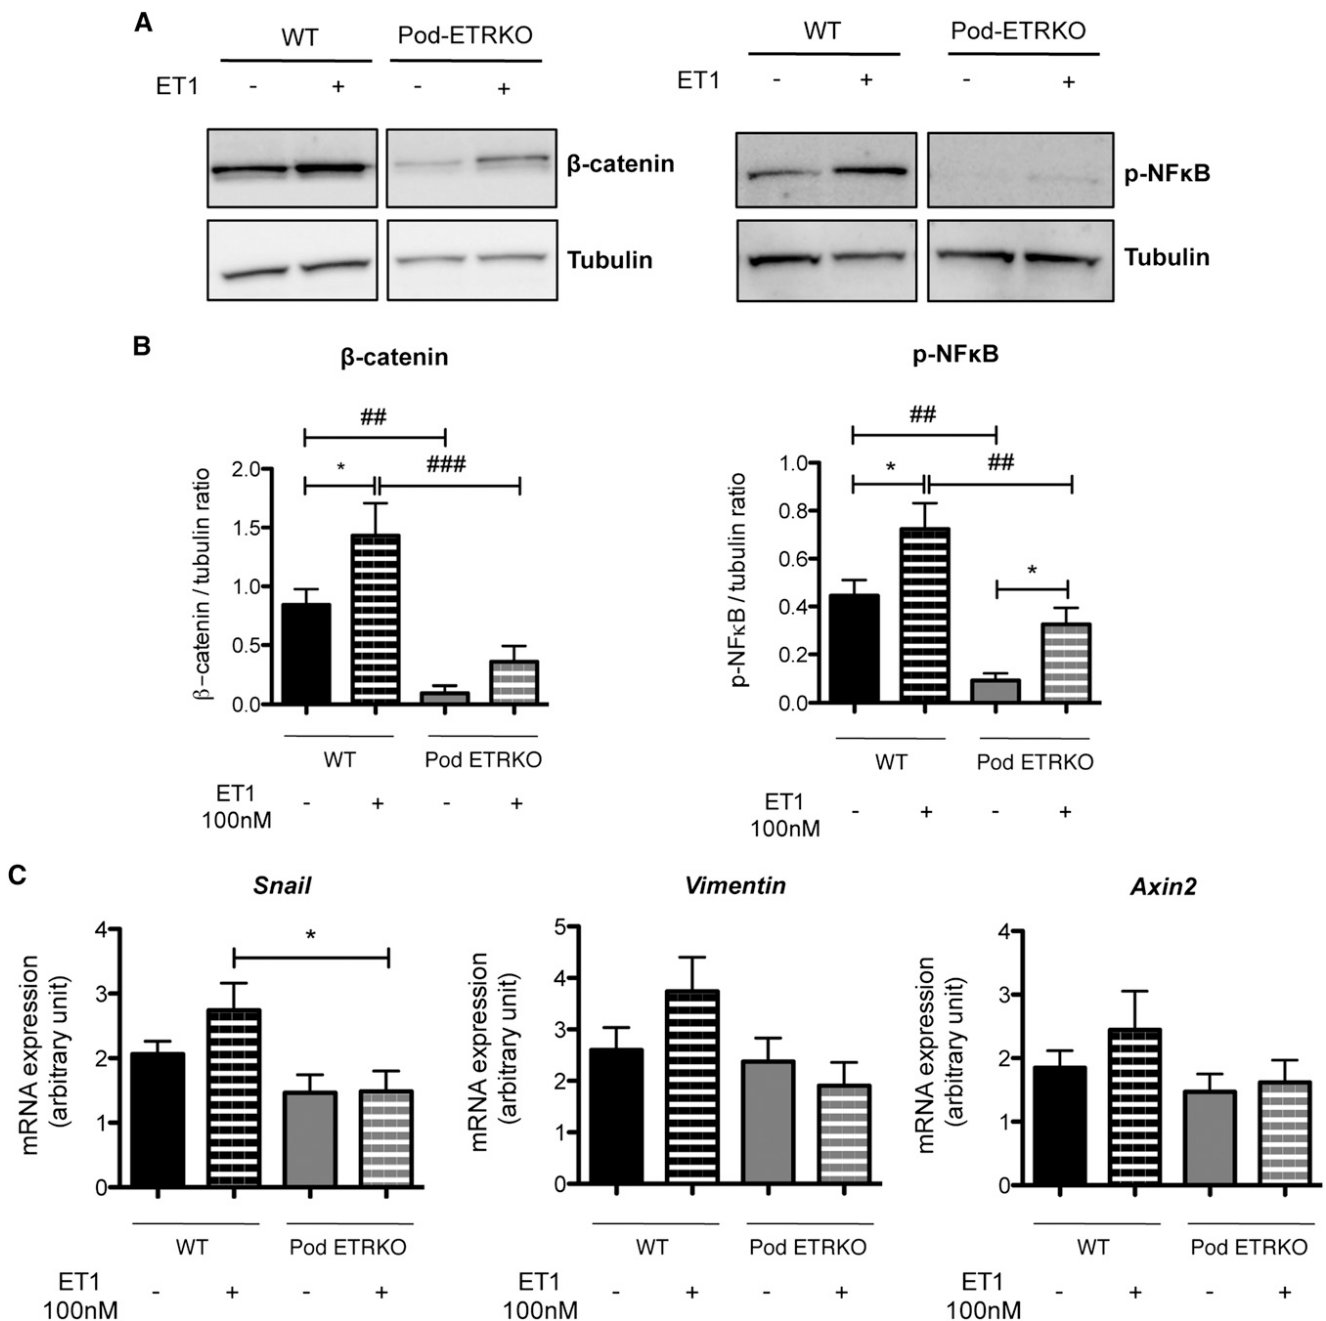 A
WT Pod-ETRKO WT Pod-ETRKO
ET1 - + - + ET1 - + - +
β-catenin p-NFκB
Tubulin Tubulin
B
β-catenin p-NFκB
## ##
* ### * ##
*
β-catenin / tubulin ratio
2.0
1.5
1.0
0.5
0.0
p-NFκB / tubulin ratio
1.0
0.8
0.6
0.4
0.2
0.0
WT Pod ETRKO WT Pod ETRKO
ET1
100nM - + - + ET1
100nM - + - +
C
Snail Vimentin Axin2
*
mRNA expression
(arbitrary unit)
4
3
2
1
0
mRNA expression
(arbitrary unit)
5
4
3
2
1
0
mRNA expression
(arbitrary unit)
4
3
2
1
0
WT Pod ETRKO WT Pod ETRKO WT Pod ETRKO
ET1
100nM - + - + ET1
100nM - + - + ET1
100nM - + - +